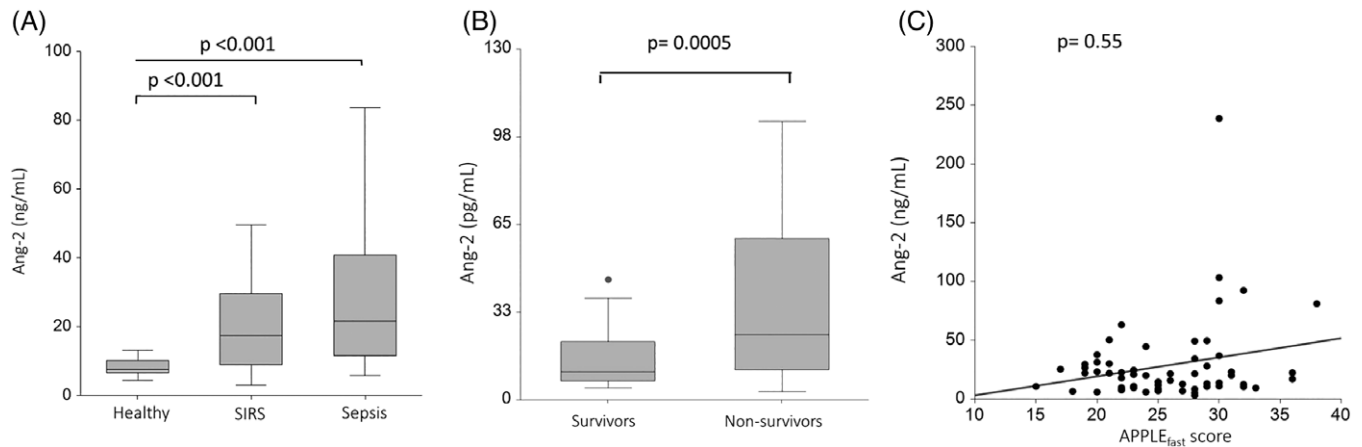 (A)
p <0.001
p <0.001
100
80
60
40
20
0
Ang-2 (ng/mL)
Healthy
SIRS
Sepsis
(B)
p= 0.0005
130
98
65
33
0
Ang-2 (pg/mL)
Survivors
Non-survivors
(C)
p= 0.55
300
250
200
150
100
50
0
Ang-2 (ng/mL)
10 15 20 25 30 35 40
APPLEfast score